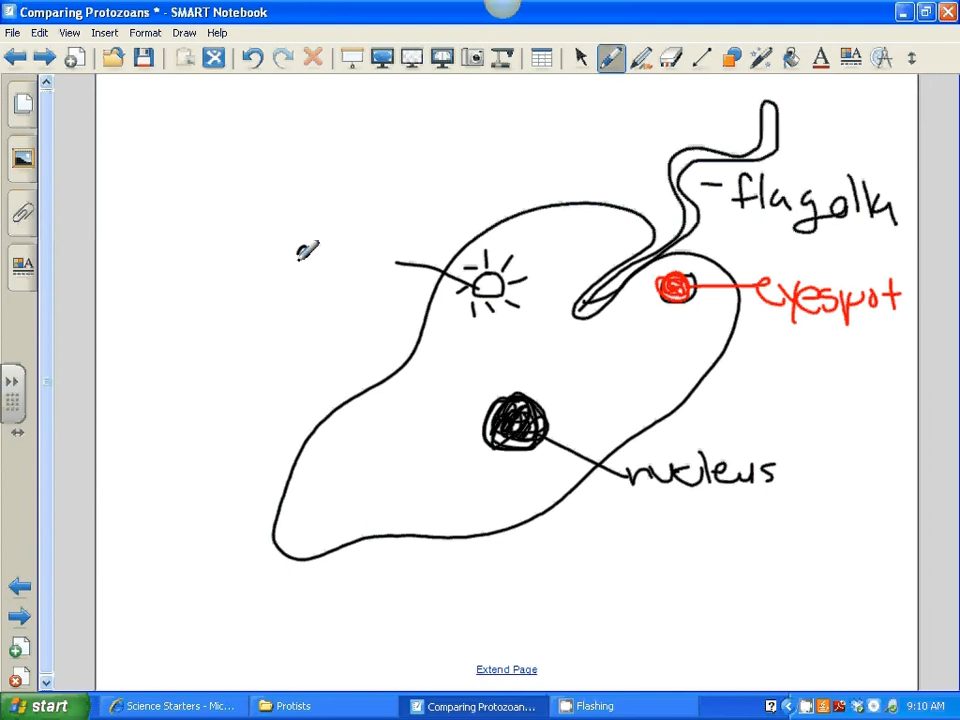 Comparing Protozoans * - SMART Notebook
File Edit View Insert Format Draw Help
flagella
eyespot
nucleus
Extend Page
start
Science Starters - Mic...
Protists
Comparing Protozoan...
Flashing
9:10 AM